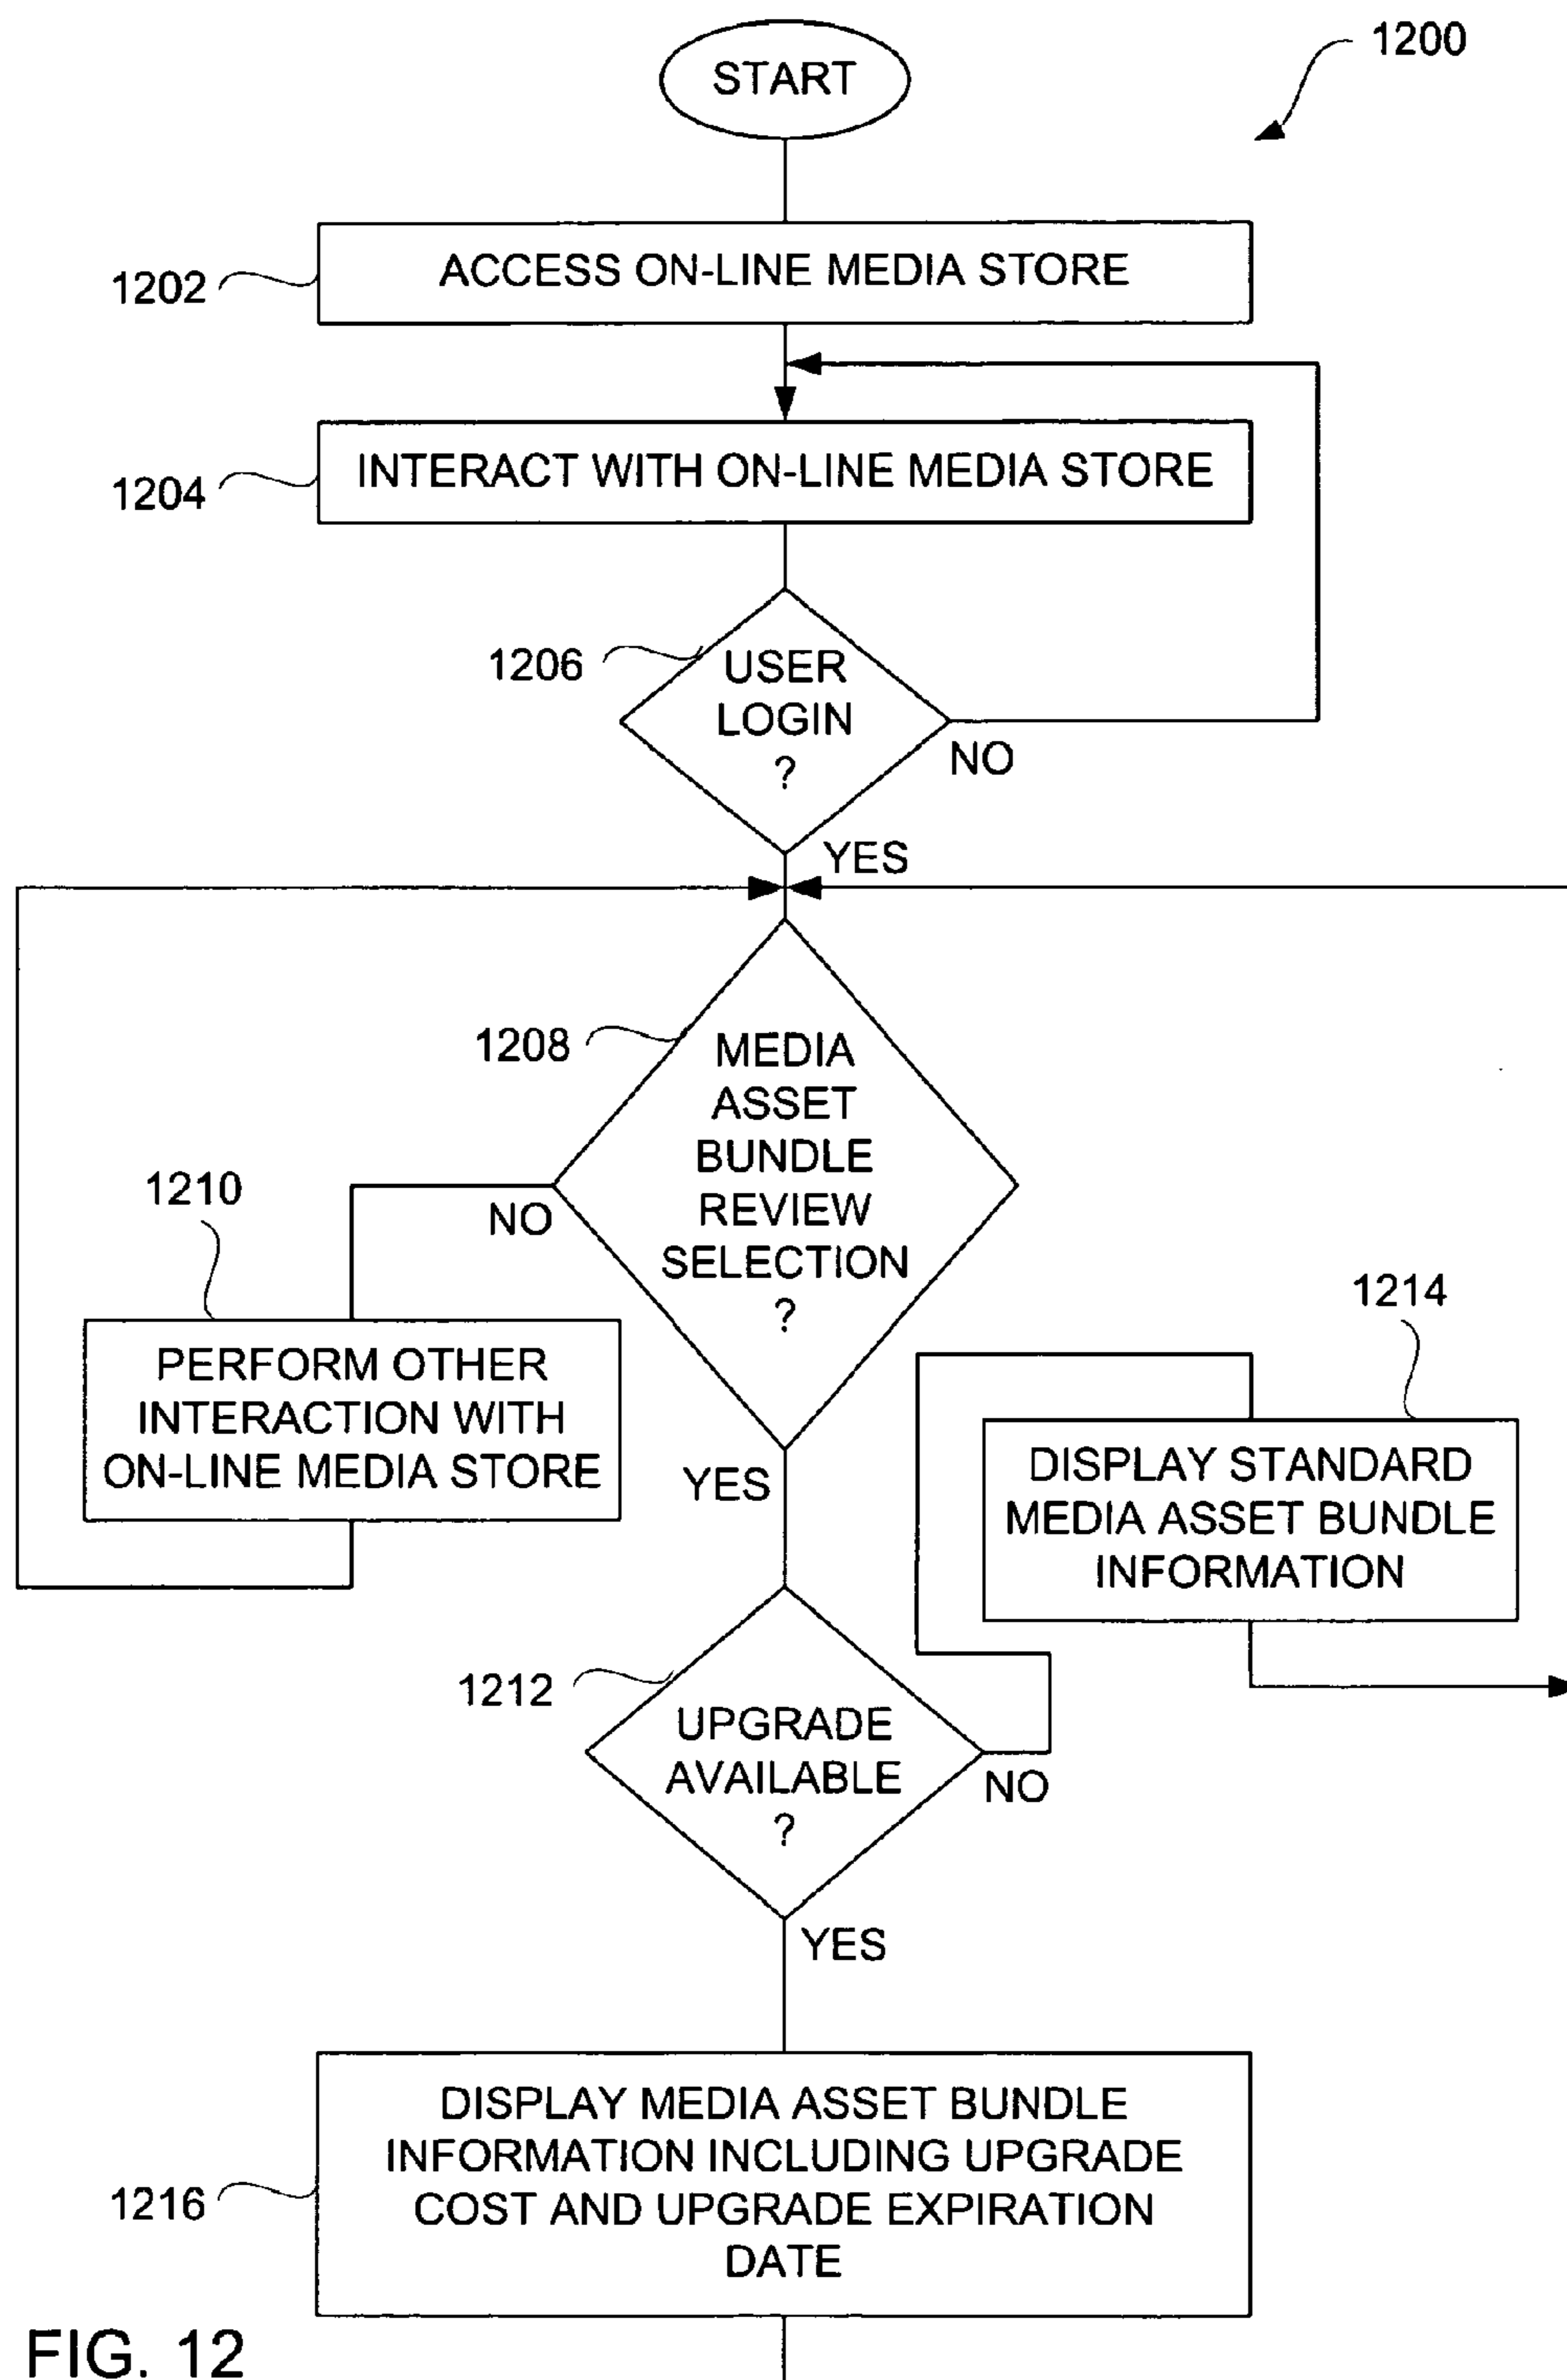 1200
START
1202
ACCESS ON-LINE MEDIA STORE
1204
INTERACT WITH ON-LINE MEDIA STORE
1206
USER
LOGIN
?
NO
YES
1208
MEDIA
ASSET
BUNDLE
REVIEW
SELECTION
?
NO
1210
PERFORM OTHER
INTERACTION WITH
ON-LINE MEDIA STORE
YES
1214
DISPLAY STANDARD
MEDIA ASSET BUNDLE
INFORMATION
1212
UPGRADE
AVAILABLE
?
NO
YES
1216
DISPLAY MEDIA ASSET BUNDLE
INFORMATION INCLUDING UPGRADE
COST AND UPGRADE EXPIRATION
DATE
FIG. 12